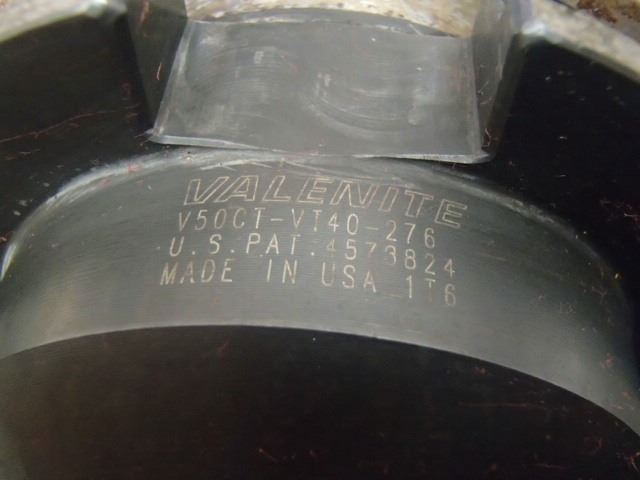 VALENITE
V50CT-VT40-276
U.S.PAT.4573824
MADE IN USA 1T6